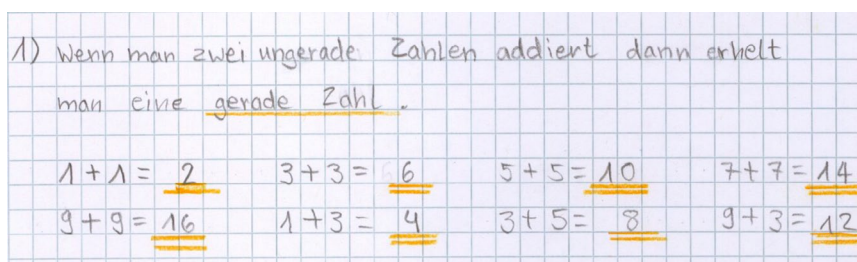 1) Wenn man zwei ungerade Zahlen addiert dann erhelt
man eine gerade Zahl.
1+1= 2 3+3= 6 5+5= 10 7+7= 14
9+9= 16 1+3= 4 3+5= 8 9+3= 12